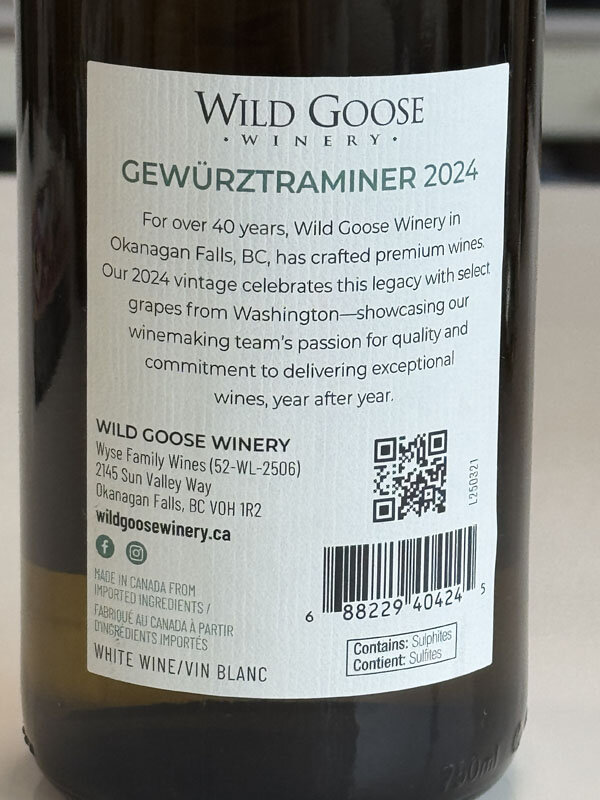 WILD GOOSE
• WINERY •
GEWÜRZTRAMINER 2024
For over 40 years, Wild Goose Winery in
Okanagan Falls, BC, has crafted premium wines.
Our 2024 vintage celebrates this legacy with select
grapes from Washington—showcasing our
winemaking team's passion for quality and
commitment to delivering exceptional
wines, year after year.
WILD GOOSE WINERY
Wyse Family Wines (52-WL-2506)
2145 Sun Valley Way
Okanagan Falls, BC V0H 1R2
wildgoosewinery.ca
MADE IN CANADA FROM
IMPORTED INGREDIENTS /
FABRIQUÉ AU CANADA À PARTIR
D'INGRÉDIENTS IMPORTÉS
WHITE WINE/VIN BLANC
L250321
6 88229 40424 5
Contains: Sulphites
Contient: Sulfites
750ml